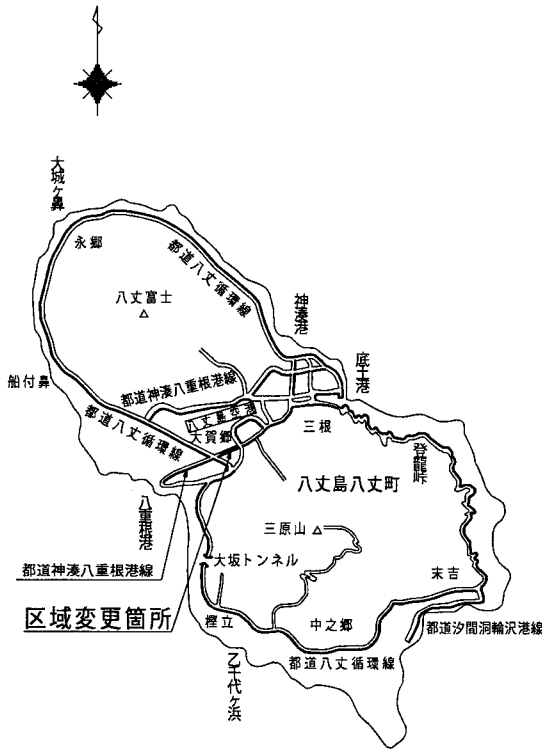 大城ケ鼻
永郷
都道八丈循環線
八丈富士
神湊港
底土港
船付鼻
都道神湊八重根港線
八丈島空港
都道八丈循環線
大賀郷
三根
登龍峠
八重根港
八丈島八丈町
三原山
都道神湊八重根港線
大坂トンネル
末吉
区域変更箇所
樫立
中之郷
都道汐間洞輪沢港線
都道八丈循環線
乙千代ケ浜